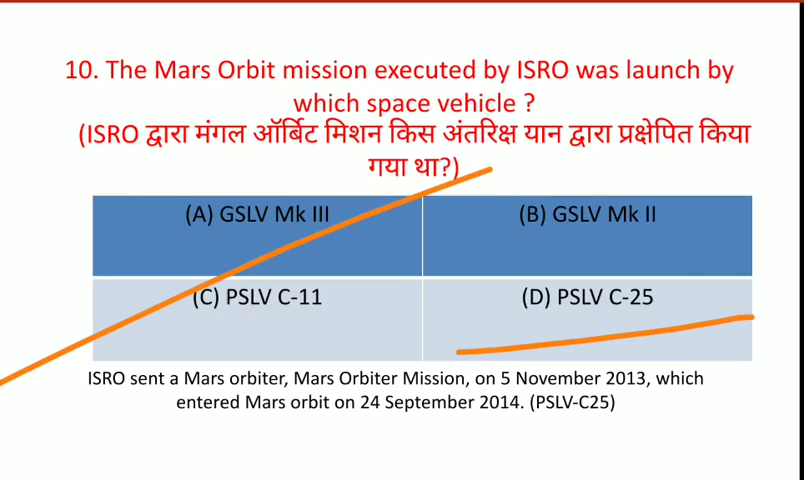 10. The Mars Orbit mission executed by ISRO was launch by
which space vehicle ?
(ISRO द्वारा मंगल ऑर्बिट मिशन किस अंतरिक्ष यान द्वारा प्रक्षेपित किया
गया था?)
(A) GSLV Mk III
(B) GSLV Mk II
(C) PSLV C-11
(D) PSLV C-25
ISRO sent a Mars orbiter, Mars Orbiter Mission, on 5 November 2013, which
entered Mars orbit on 24 September 2014. (PSLV-C25)